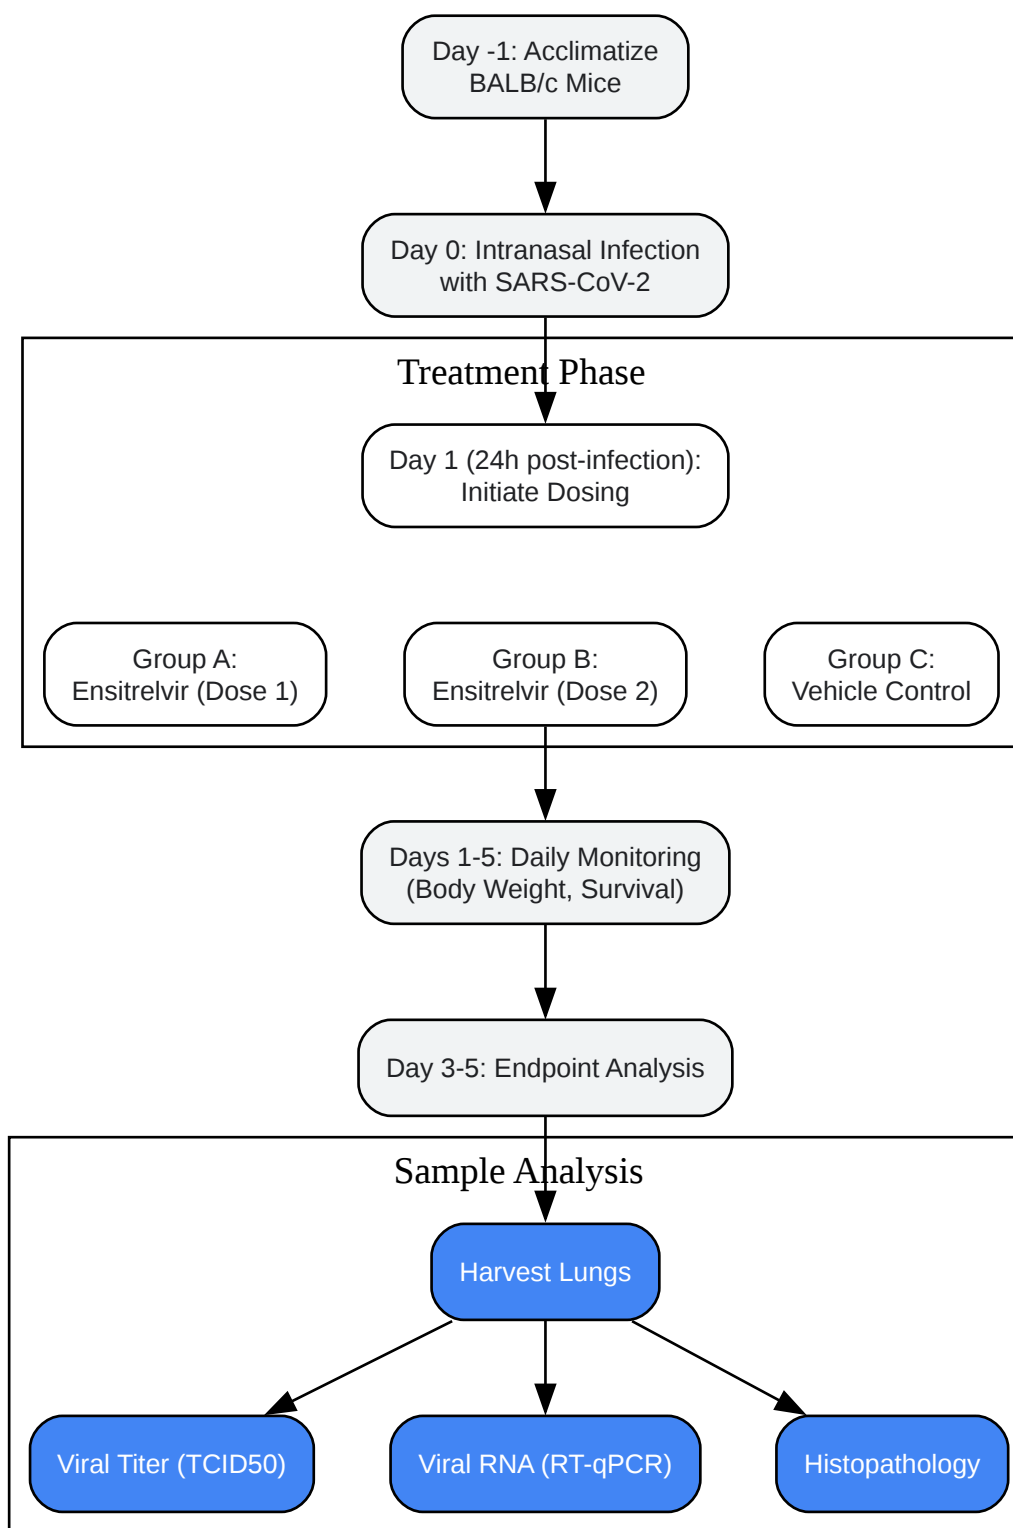 Day -1: Acclimatize
BALB/c Mice
Day 0: Intranasal Infection
with SARS-CoV-2
Treatment Phase
Day 1 (24h post-infection):
Initiate Dosing
Group A:
Ensitrelvir (Dose 1)
Group B:
Ensitrelvir (Dose 2)
Group C:
Vehicle Control
Days 1-5: Daily Monitoring
(Body Weight, Survival)
Day 3-5: Endpoint Analysis
Sample Analysis
Harvest Lungs
Viral Titer (TCID50)
Viral RNA (RT-qPCR)
Histopathology